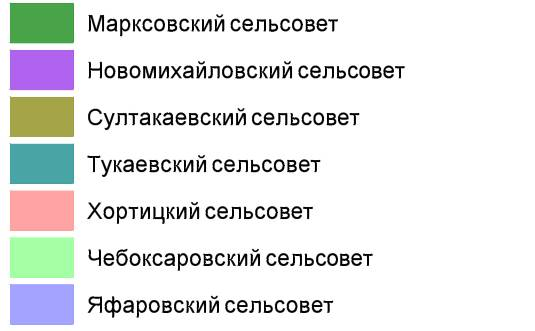 Марксовский сельсовет
Новомихайловский сельсовет
Султакаевский сельсовет
Тукаевский сельсовет
Хортицкий сельсовет
Чебоксаровский сельсовет
Яфаровский сельсовет